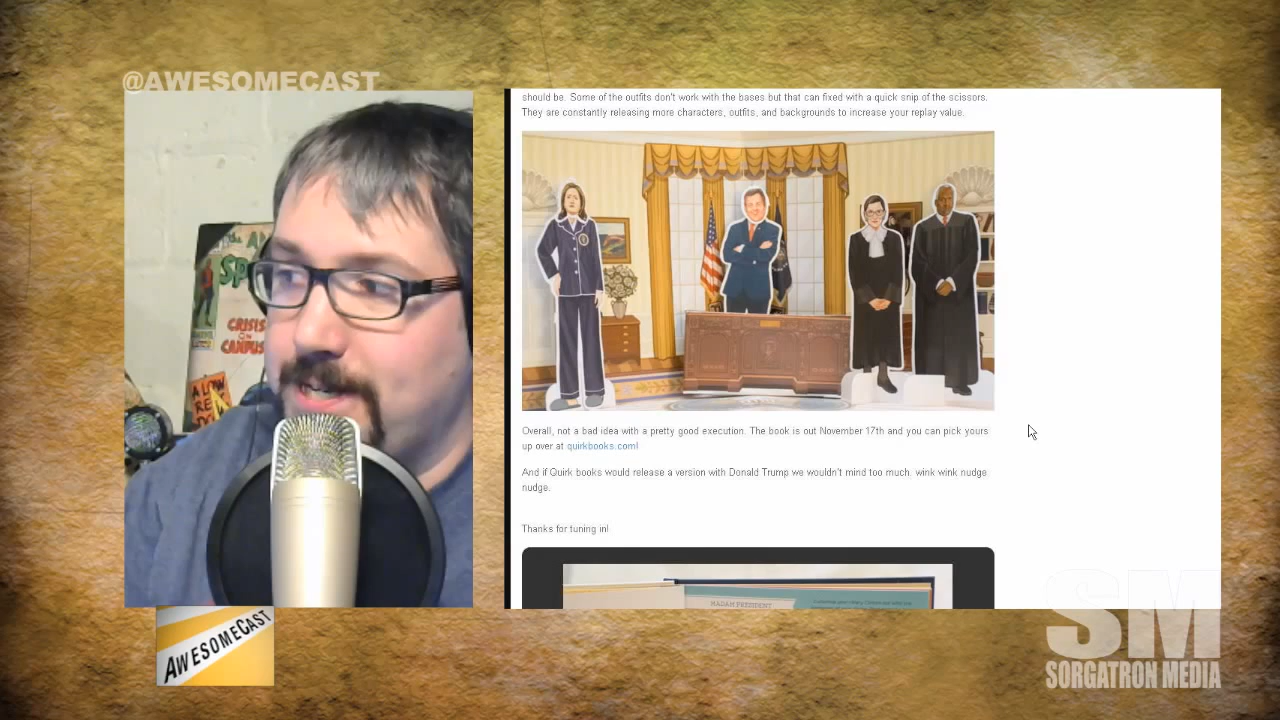 @AWESOMECAST
should be. Some of the outfits don't work with the bases but that can fixed with a quick snip of the scissors.
They are constantly releasing more characters, outfits, and backgrounds to increase your replay value.
CRISIS
ON
CAMPUS
A LOW
Overall, not a bad idea with a pretty good execution. The book is out November 17th and you can pick yours
up over at quirkbooks.com!
And if Quirk books would release a version with Donald Trump we wouldn't mind too much. wink wink nudge
nudge.
Thanks for tuning in!
MADAM PRESIDENT
AWESOMECAST
SM
SORGATRON MEDIA